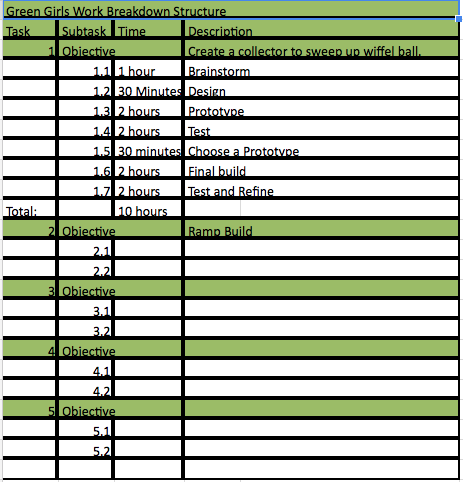 Green Girls Work Breakdown Structure
Task Subtask Time Description
1 Objective Create a collector to sweep up wiffel ball.
1.1 1 hour Brainstorm
1.2 30 Minutes Design
1.3 2 hours Prototype
1.4 2 hours Test
1.5 30 minutes Choose a Prototype
1.6 2 hours Final build
1.7 2 hours Test and Refine
Total: 10 hours
2 Objective Ramp Build
2.1
2.2
3 Objective
3.1
3.2
4 Objective
4.1
4.2
5 Objective
5.1
5.2